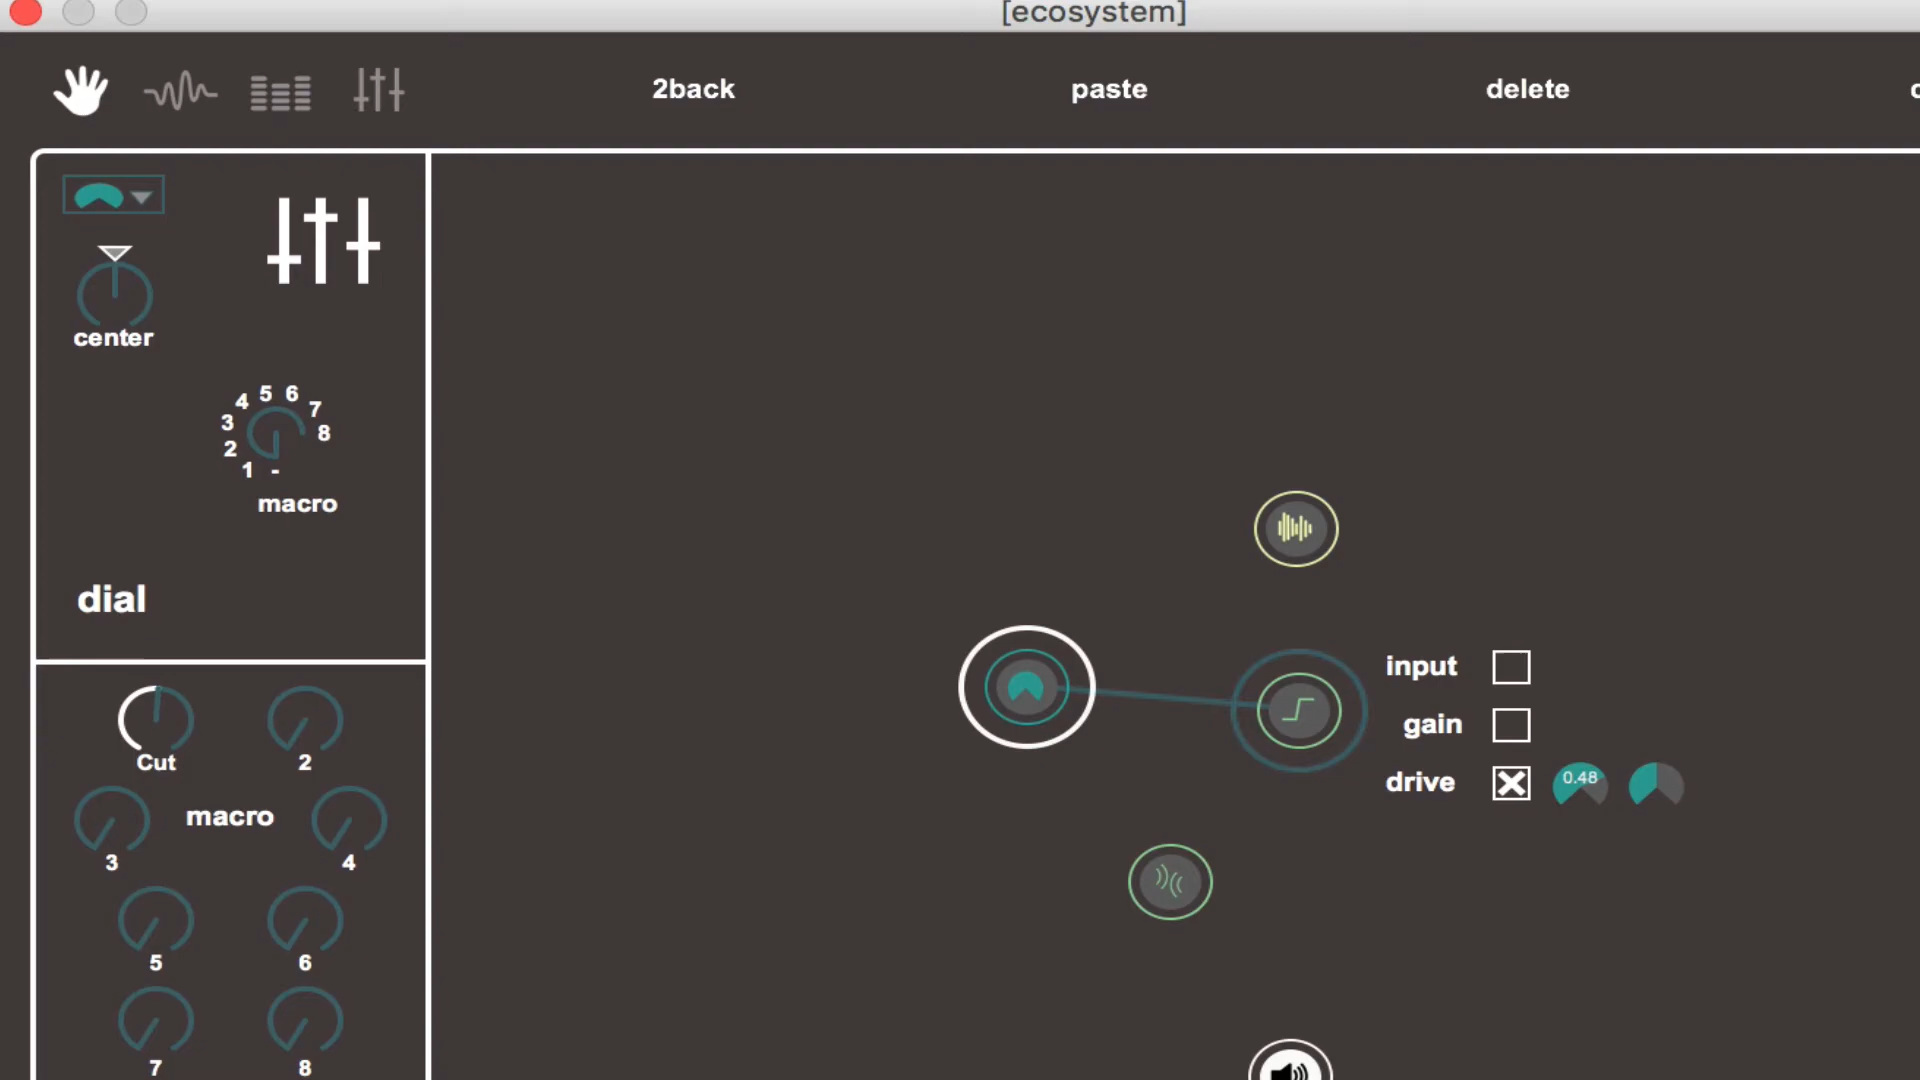 [ecosystem]
2back paste delete
center
4 5 6 7
3 8
2
1 -
macro
dial
input
gain
drive 0.48
Cut 2
macro
3 4
5 6
7 8